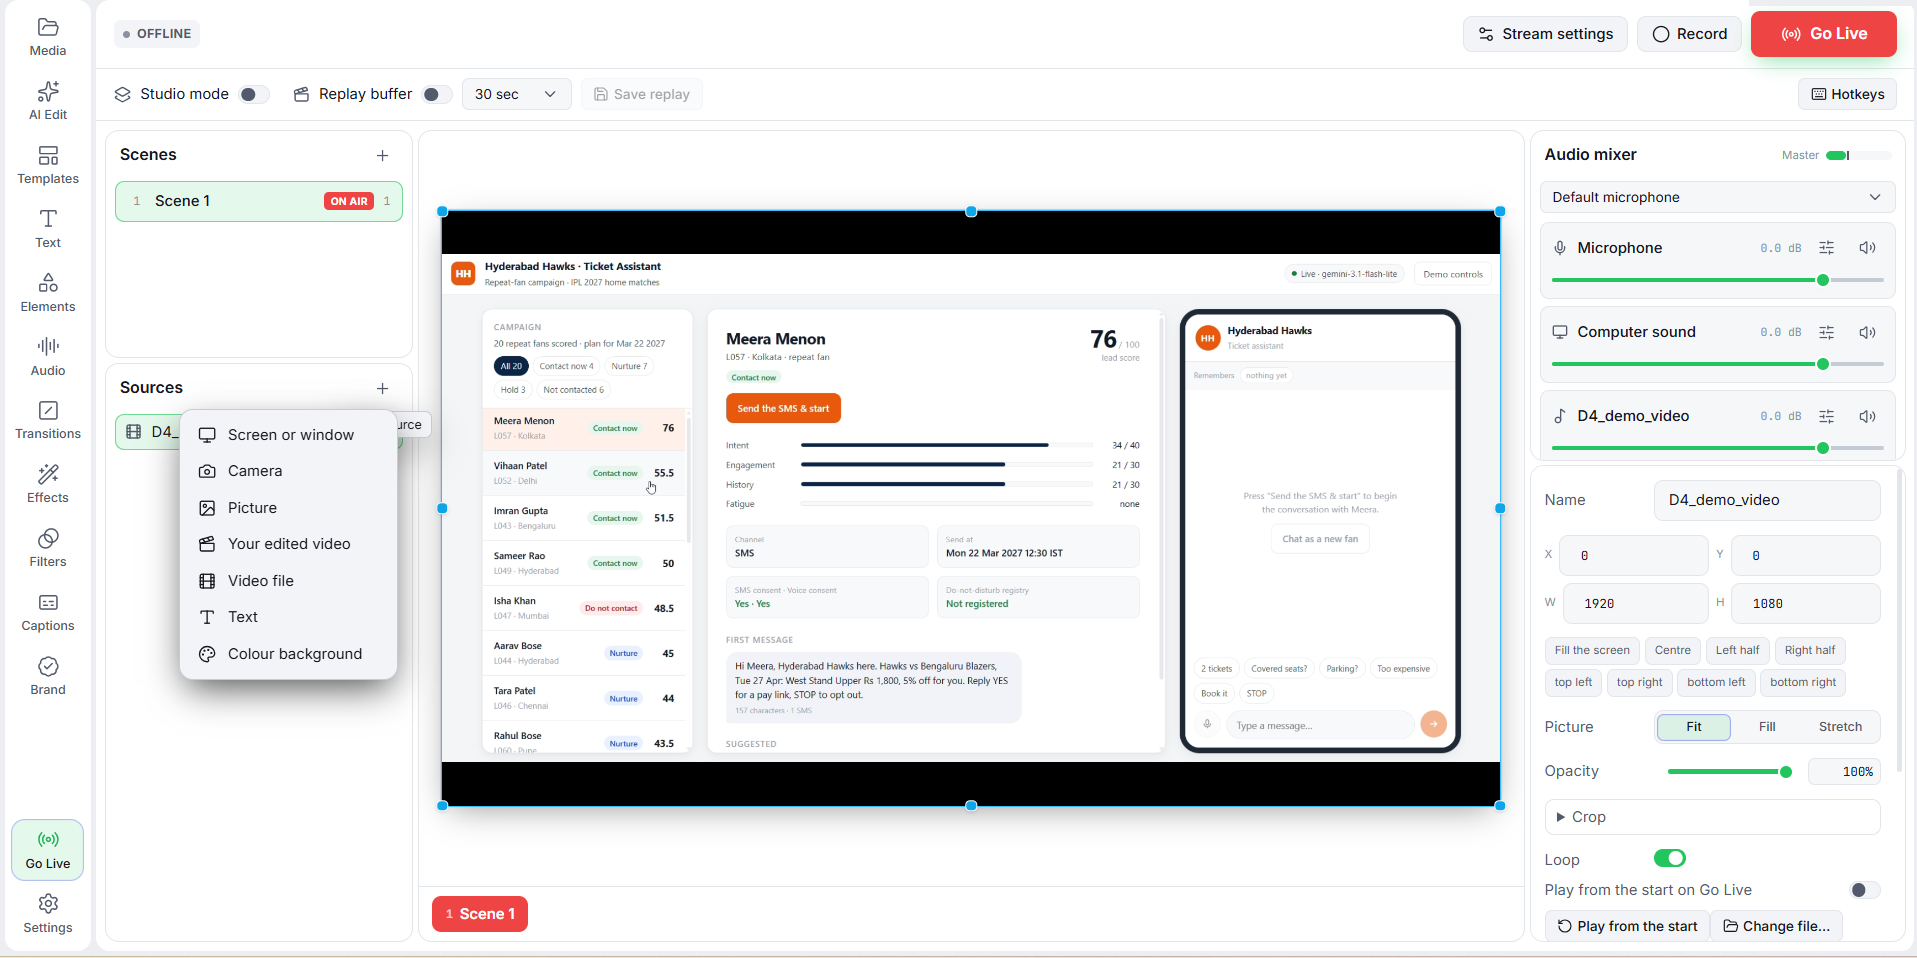 Media
AI Edit
Templates
Text
Elements
Audio
Transitions
Effects
Filters
Captions
Brand
Go Live
Settings
OFFLINE
Stream settings
Record
Go Live
Studio mode
Replay buffer
30 sec
Save replay
Hotkeys
Scenes
1 Scene 1 ON AIR 1
Sources
D4_
urce
Screen or window
Camera
Picture
Your edited video
Video file
Text
Colour background
HH
Hyderabad Hawks · Ticket Assistant
Repeat-fan campaign · IPL 2027 home matches
Live · gemini-3.1-flash-lite
Demo controls
CAMPAIGN
20 repeat fans scored · plan for Mar 22 2027
All 20 Contact now 4 Nurture 7
Hold 3 Not contacted 6
Meera Menon
L057 · Kolkata
Contact now 76
Vihaan Patel
L052 · Delhi
Contact now 55.5
Imran Gupta
L043 · Bengaluru
Contact now 51.5
Sameer Rao
L049 · Hyderabad
Contact now 50
Isha Khan
L047 · Mumbai
Do not contact 48.5
Aarav Bose
L044 · Hyderabad
Nurture 45
Tara Patel
L046 · Chennai
Nurture 44
Rahul Bose
L060 · Pune
Nurture 43.5
Meera Menon
L057 · Kolkata · repeat fan
Contact now
76 / 100
lead score
Send the SMS & start
Intent 34 / 40
Engagement 21 / 30
History 21 / 30
Fatigue none
Channel
SMS
Send at
Mon 22 Mar 2027 12:30 IST
SMS consent · Voice consent
Yes · Yes
Do-not-disturb registry
Not registered
FIRST MESSAGE
Hi Meera, Hyderabad Hawks here. Hawks vs Bengaluru Blazers,
Tue 27 Apr: West Stand Upper Rs 1,800, 5% off for you. Reply YES
for a pay link, STOP to opt out.
157 characters · 1 SMS
SUGGESTED
HH
Hyderabad Hawks
Ticket assistant
Remembers nothing yet
Press "Send the SMS & start" to begin
the conversation with Meera.
Chat as a new fan
2 tickets Covered seats? Parking? Too expensive
Book it STOP
Type a message...
1 Scene 1
Audio mixer
Master
Default microphone
Microphone 0.0 dB
Computer sound 0.0 dB
D4_demo_video 0.0 dB
Name D4_demo_video
X 0 Y 0
W 1920 H 1080
Fill the screen Centre Left half Right half
top left top right bottom left bottom right
Picture Fit Fill Stretch
Opacity 100%
Crop
Loop
Play from the start on Go Live
Play from the start Change file...